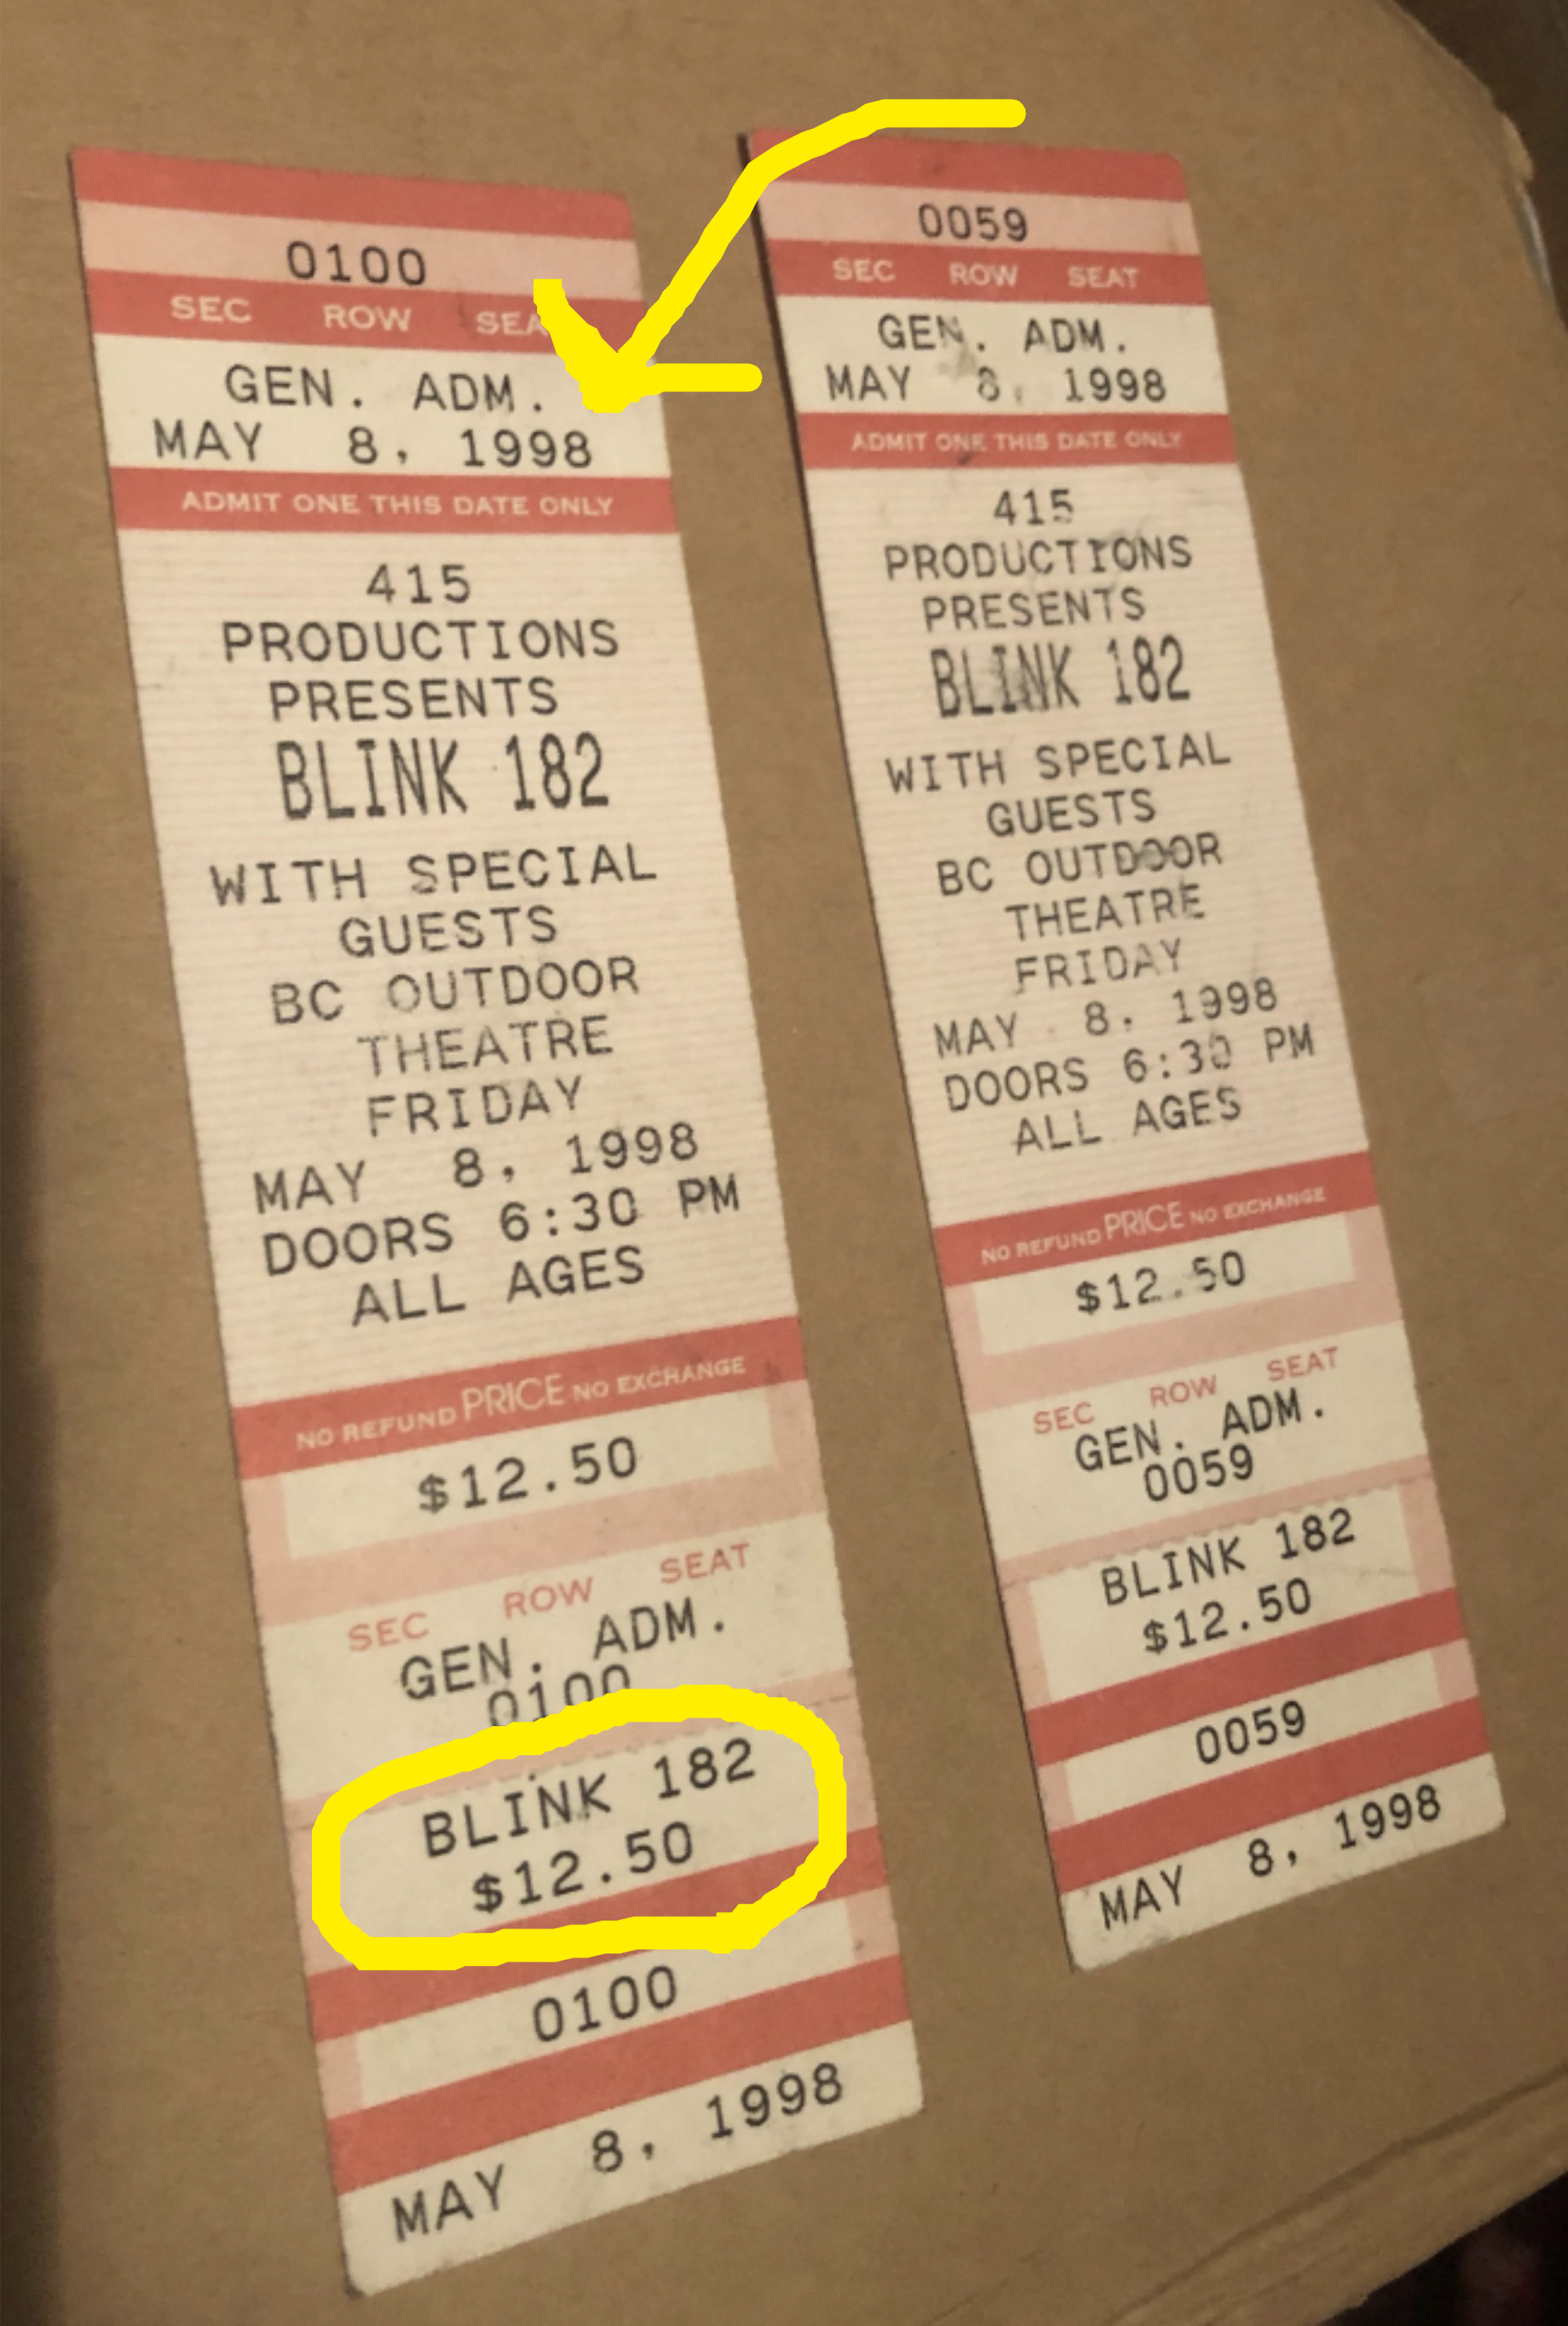 0100
SEC ROW
GEN. ADM.
MAY 8, 1998
ADMIT ONE THIS DATE ONLY
415
PRODUCTIONS
PRESENTS
BLINK 182
WITH SPECIAL
GUESTS
BC OUTDOOR
THEATRE
FRIDAY
MAY 8, 1998
DOORS 6:30 PM
ALL AGES
NO REFUND PRICE NO EXCHANGE
$12.50
SEC ROW SEAT
GEN. ADM.
0100
BLINK 182
$12.50
0100
MAY 8, 1998
0059
SEC ROW SEAT
GEN. ADM.
MAY 8, 1998
ADMIT ONE THIS DATE ONLY
415
PRODUCTIONS
PRESENTS
BLINK 182
WITH SPECIAL
GUESTS
BC OUTDOOR
THEATRE
FRIDAY
MAY 8, 1998
DOORS 6:30 PM
ALL AGES
NO REFUND PRICE NO EXCHANGE
$12.50
SEC ROW SEAT
GEN. ADM.
0059
BLINK 182
$12.50
0059
MAY 8, 1998